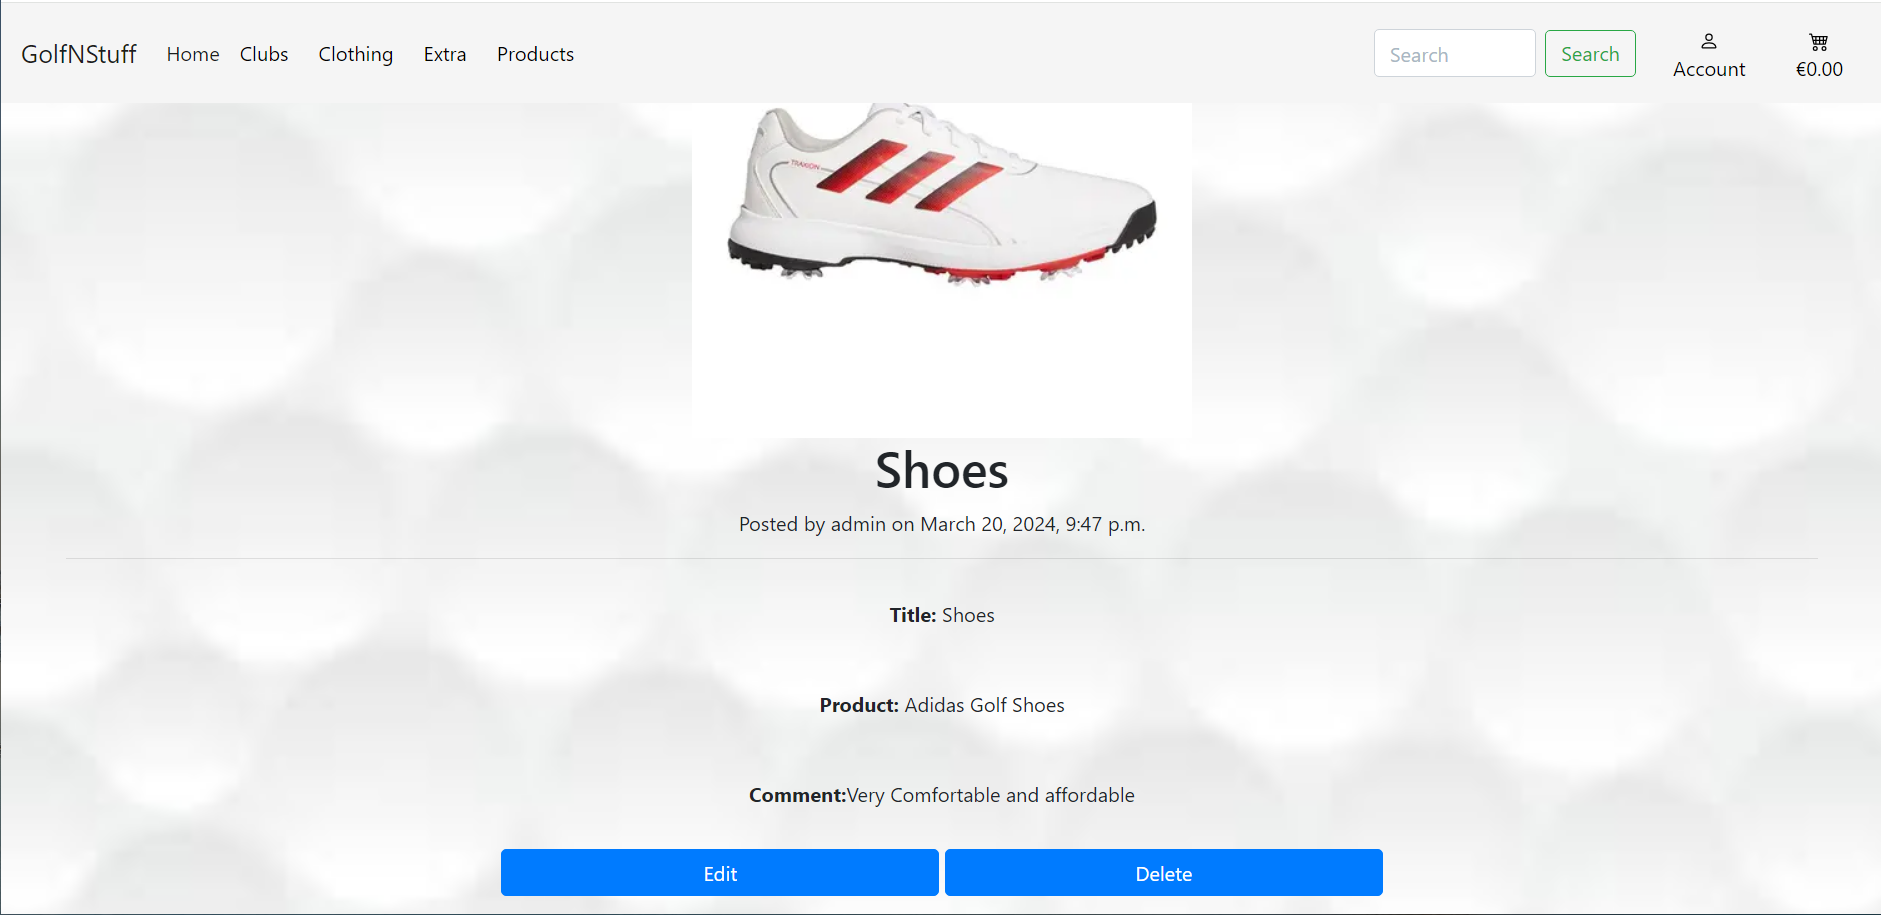 GolfNStuff Home Clubs Clothing Extra Products Search Search Account €0.00
TRAXION
Shoes
Posted by admin on March 20, 2024, 9:47 p.m.
Title: Shoes
Product: Adidas Golf Shoes
Comment:Very Comfortable and affordable
Edit Delete